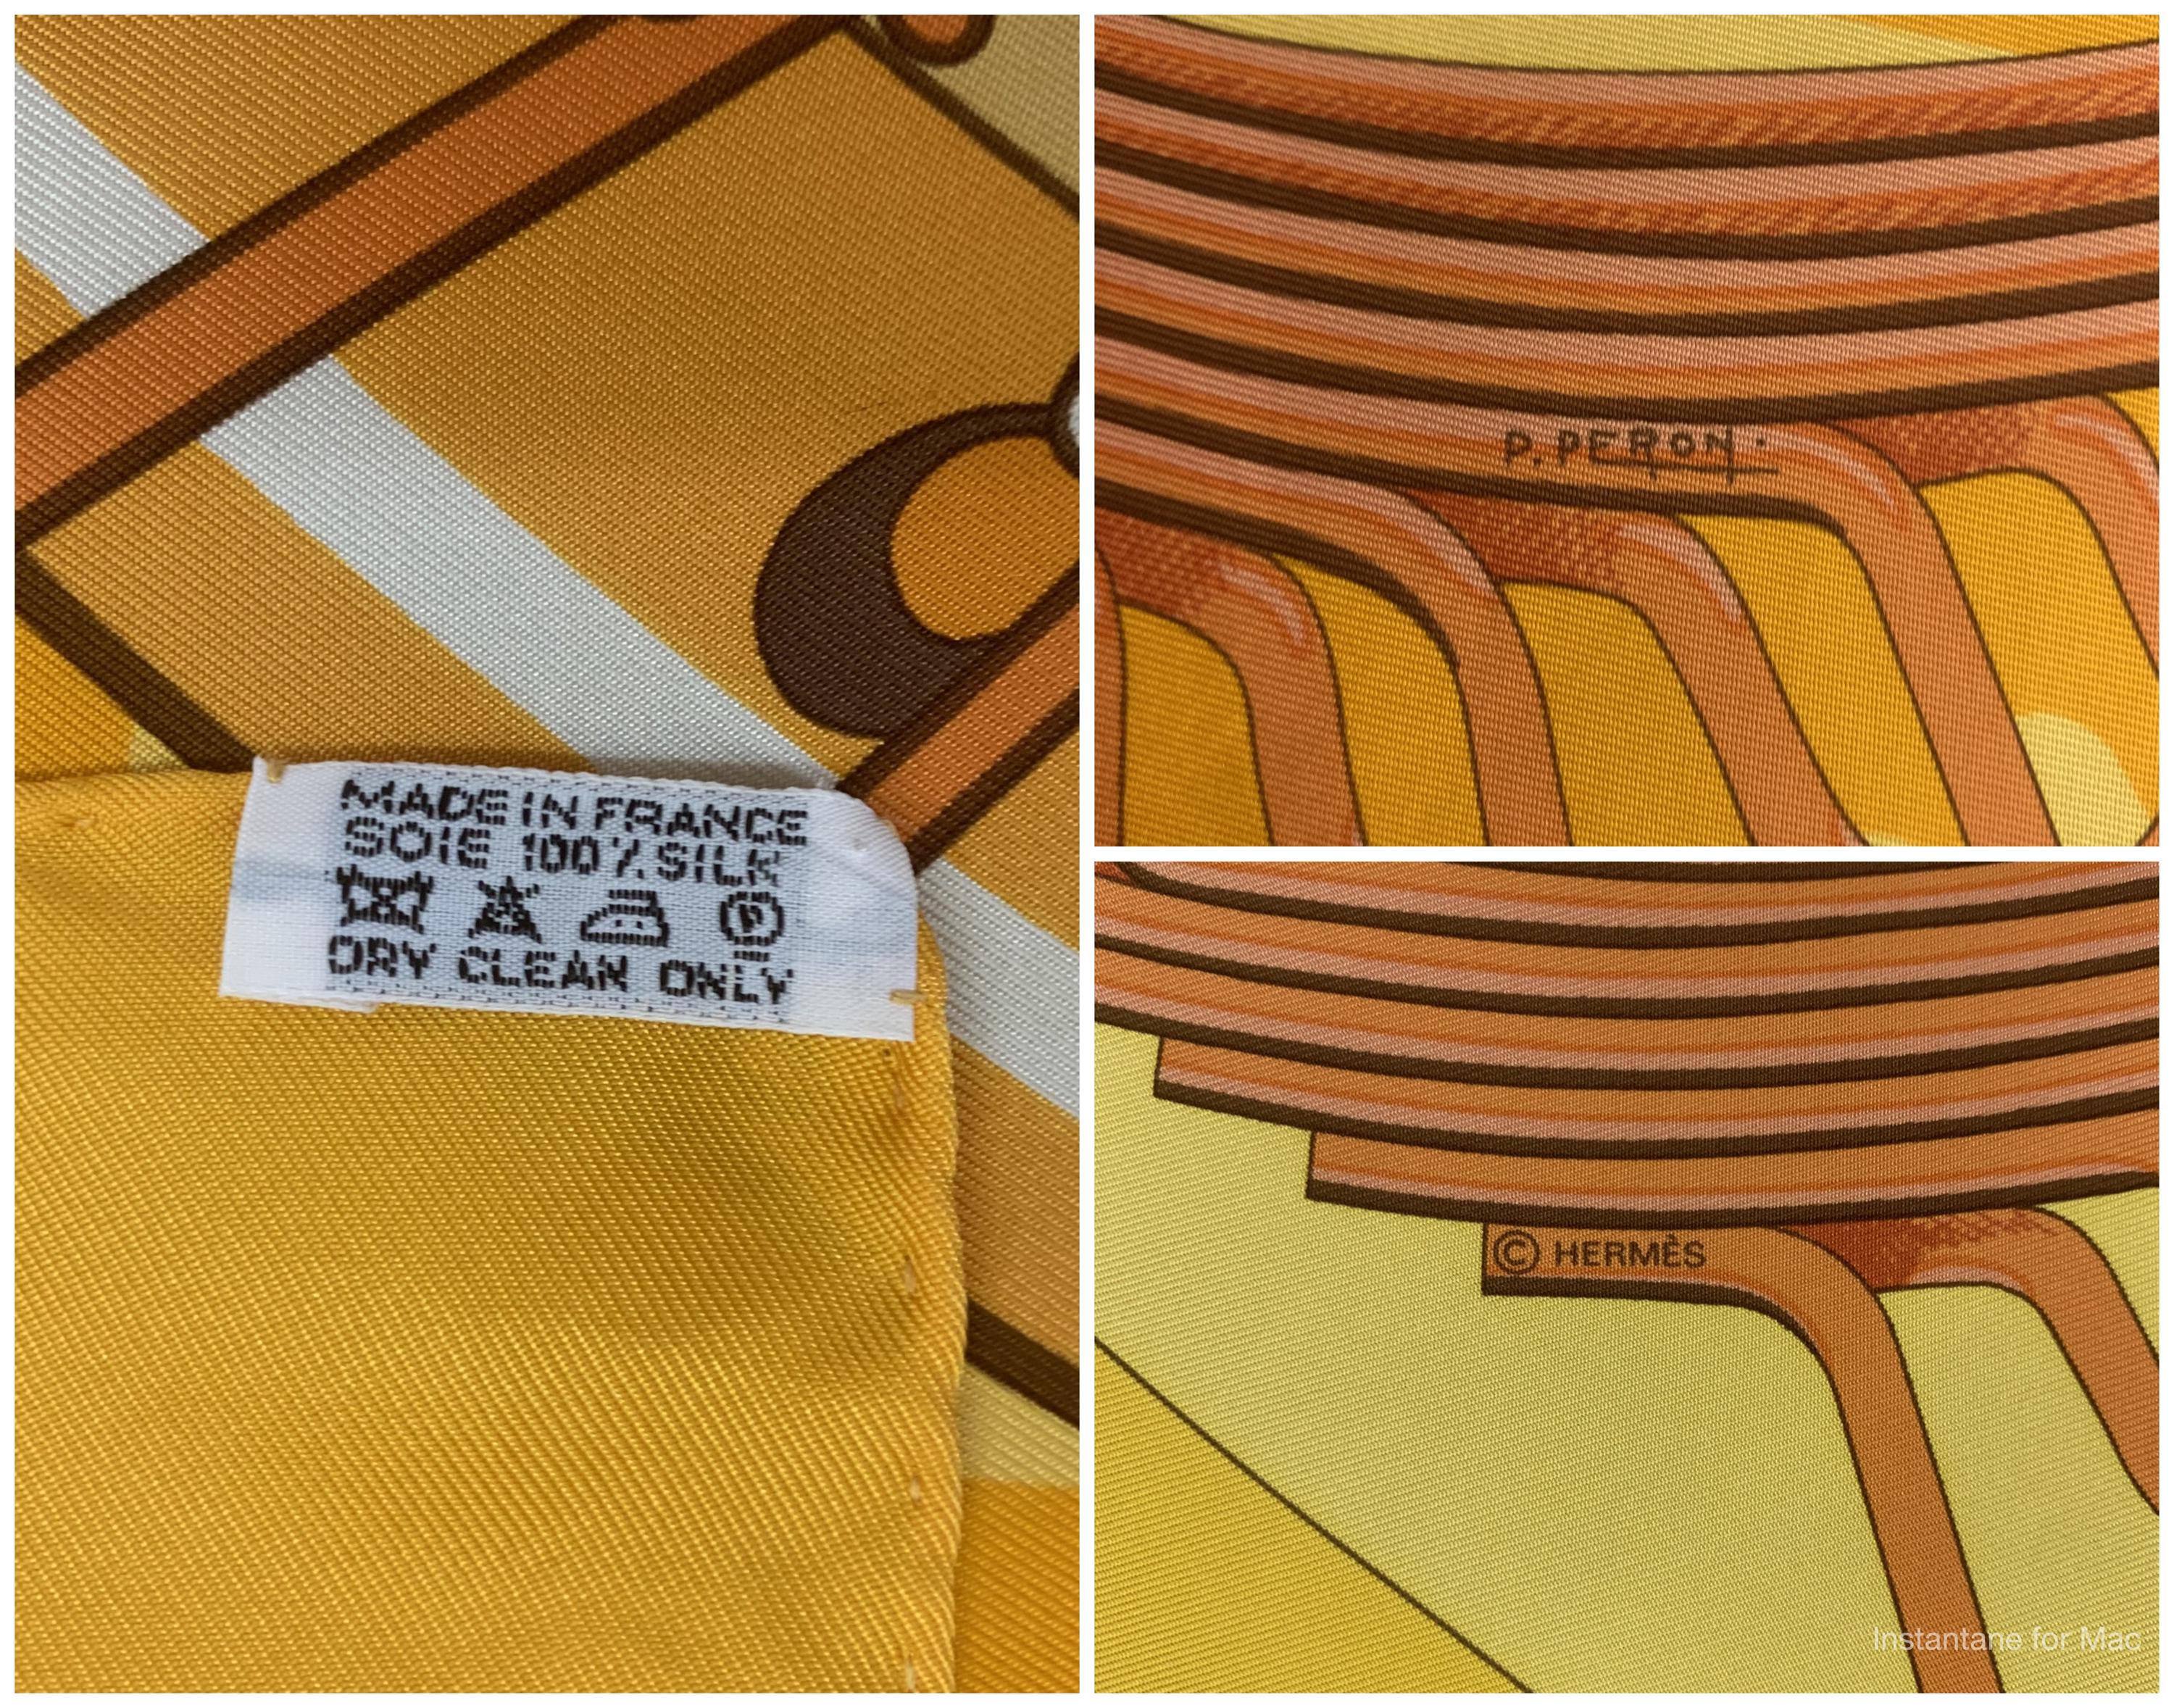 MADE IN FRANCE
SOIE 100% SILK
DRY CLEAN ONLY
P. PERON.
© HERMÈS
Instantane for Mac